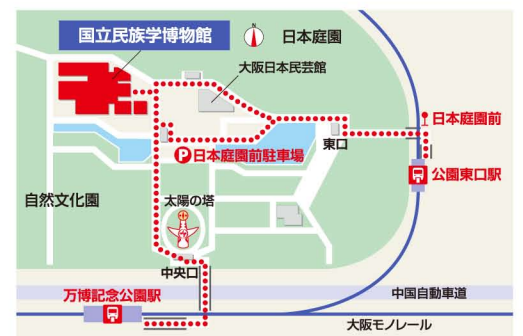 国立民族学博物館
N
日本庭園
大阪日本民芸館
日本庭園前
東口
P日本庭園前駐車場
公園東口駅
自然文化園
太陽の塔
中央口
万博記念公園駅
中国自動車道
大阪モノレール